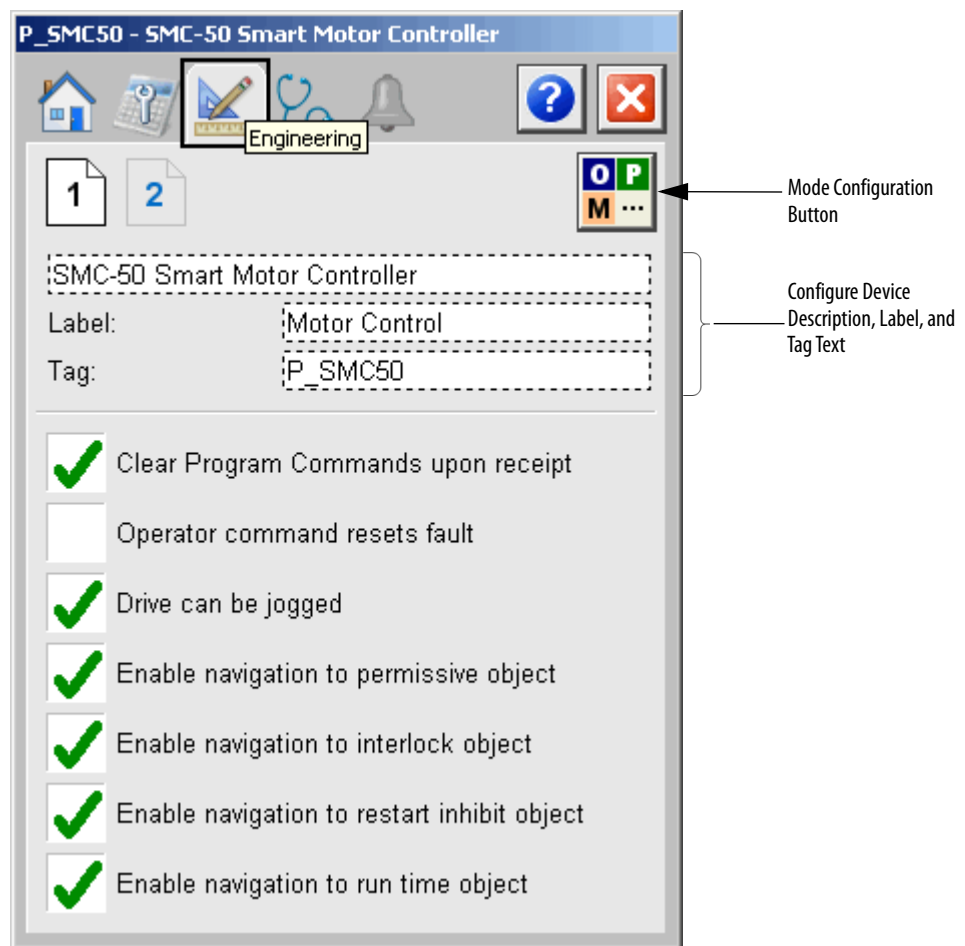 P_SMC50 - SMC-50 Smart Motor Controller
?
Engineering
1 2
O P
M ...
Mode Configuration
Button
SMC-50 Smart Motor Controller
Label: Motor Control
Tag: P_SMC50
Configure Device
Description, Label, and
Tag Text
Clear Program Commands upon receipt
Operator command resets fault
Drive can be jogged
Enable navigation to permissive object
Enable navigation to interlock object
Enable navigation to restart inhibit object
Enable navigation to run time object